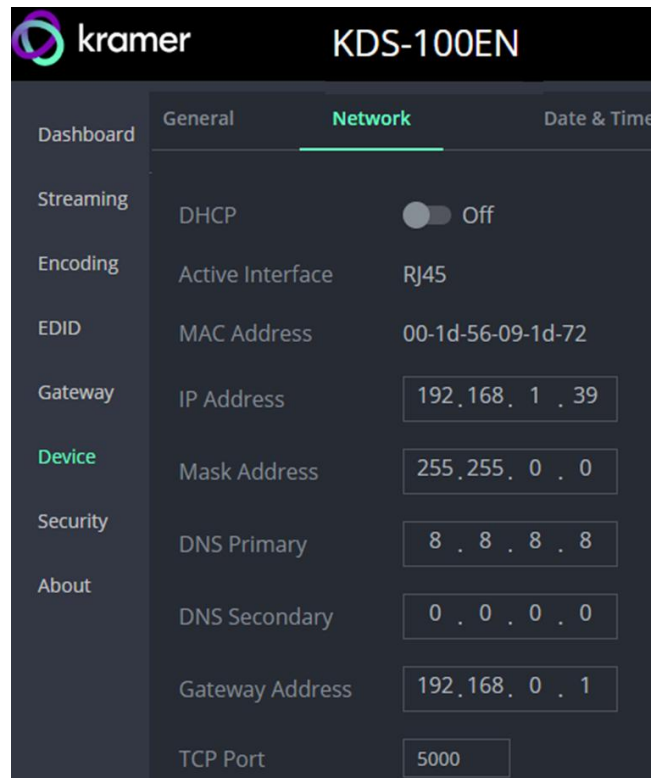 kramer KDS-100EN
General Network Date & Time
Dashboard
Streaming
Encoding
EDID
Gateway
Device
Security
About
DHCP Off
Active Interface RJ45
MAC Address 00-1d-56-09-1d-72
IP Address 192.168.1.39
Mask Address 255.255.0.0
DNS Primary 8.8.8.8
DNS Secondary 0.0.0.0
Gateway Address 192.168.0.1
TCP Port 5000